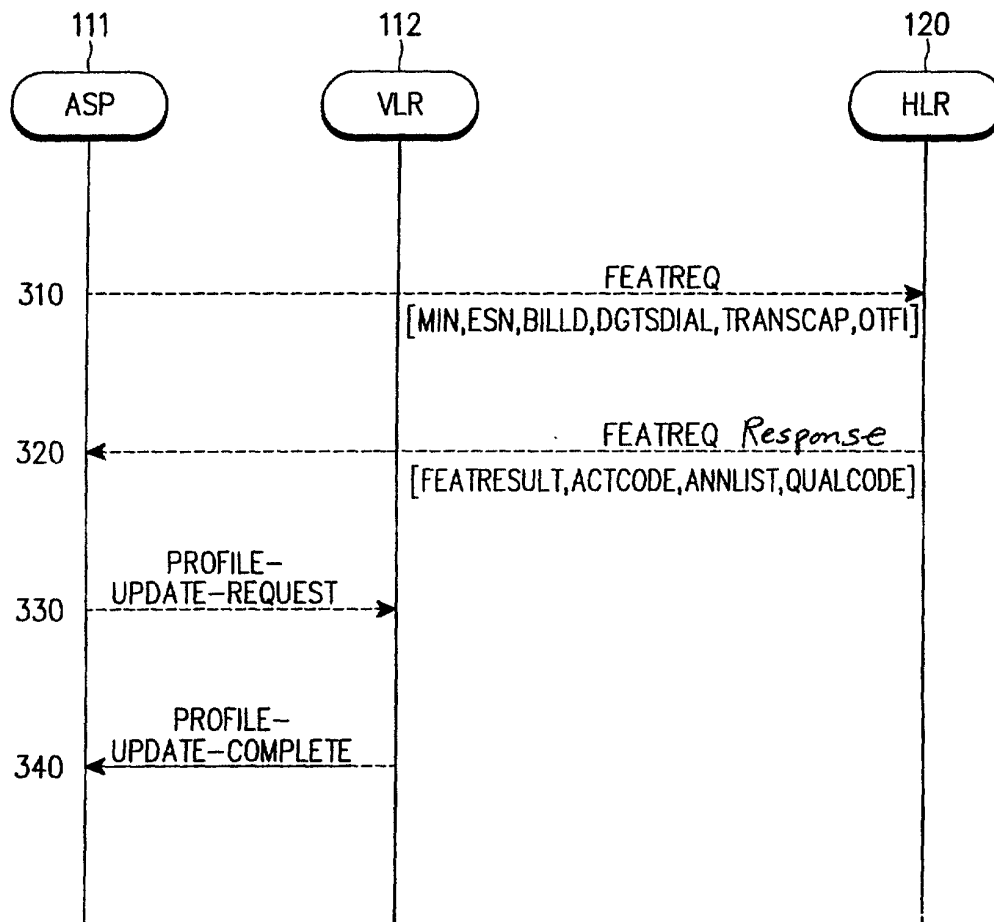 111 112 120
ASP VLR HLR
310 FEATREQ
[MIN,ESN,BILLD,DGTSDIAL,TRANSCAP,OTFI]
320 FEATREQ Response
[FEATRESULT,ACTCODE,ANNLIST,QUALCODE]
PROFILE-
330 UPDATE-REQUEST
PROFILE-
340 UPDATE-COMPLETE